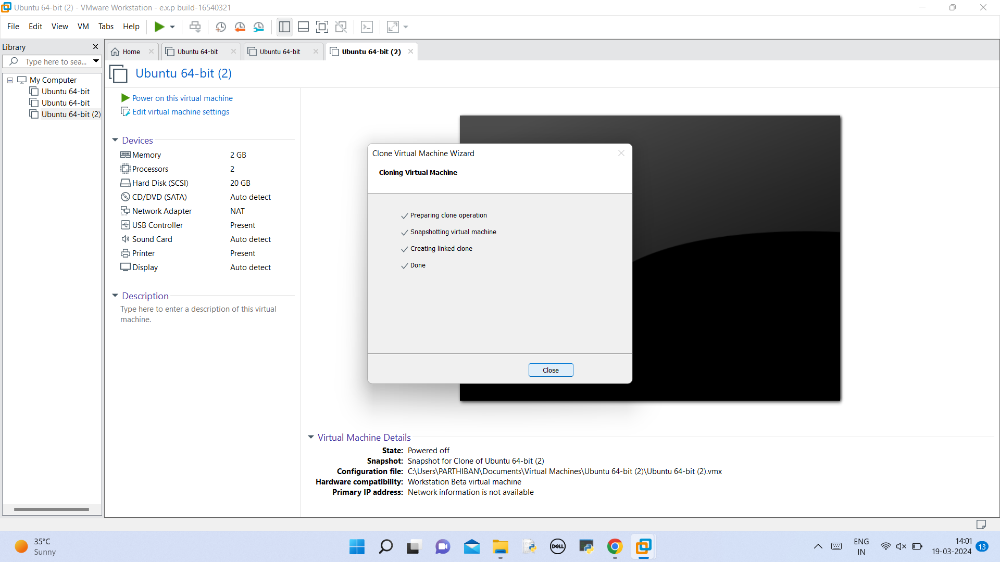 Ubuntu 64-bit (2) - VMware Workstation - e.x.p build-16540321
File Edit View VM Tabs Help
Library
Type here to sea...
My Computer
Ubuntu 64-bit
Ubuntu 64-bit
Ubuntu 64-bit (2)
Home
Ubuntu 64-bit
Ubuntu 64-bit
Ubuntu 64-bit (2)
Ubuntu 64-bit (2)
Power on this virtual machine
Edit virtual machine settings
Devices
Memory 2 GB
Processors 2
Hard Disk (SCSI) 20 GB
CD/DVD (SATA) Auto detect
Network Adapter NAT
USB Controller Present
Sound Card Auto detect
Printer Present
Display Auto detect
Description
Type here to enter a description of this virtual
machine.
Clone Virtual Machine Wizard
Cloning Virtual Machine
Preparing clone operation
Snapshotting virtual machine
Creating linked clone
Done
Close
Virtual Machine Details
State: Powered off
Snapshot: Snapshot for Clone of Ubuntu 64-bit (2)
Configuration file: C:\Users\PARTHIBAN\Documents\Virtual Machines\Ubuntu 64-bit (2)\Ubuntu 64-bit (2).vmx
Hardware compatibility: Workstation Beta virtual machine
Primary IP address: Network information is not available
35°C
Sunny
DELL
ENG
IN
14:01
19-03-2024
13